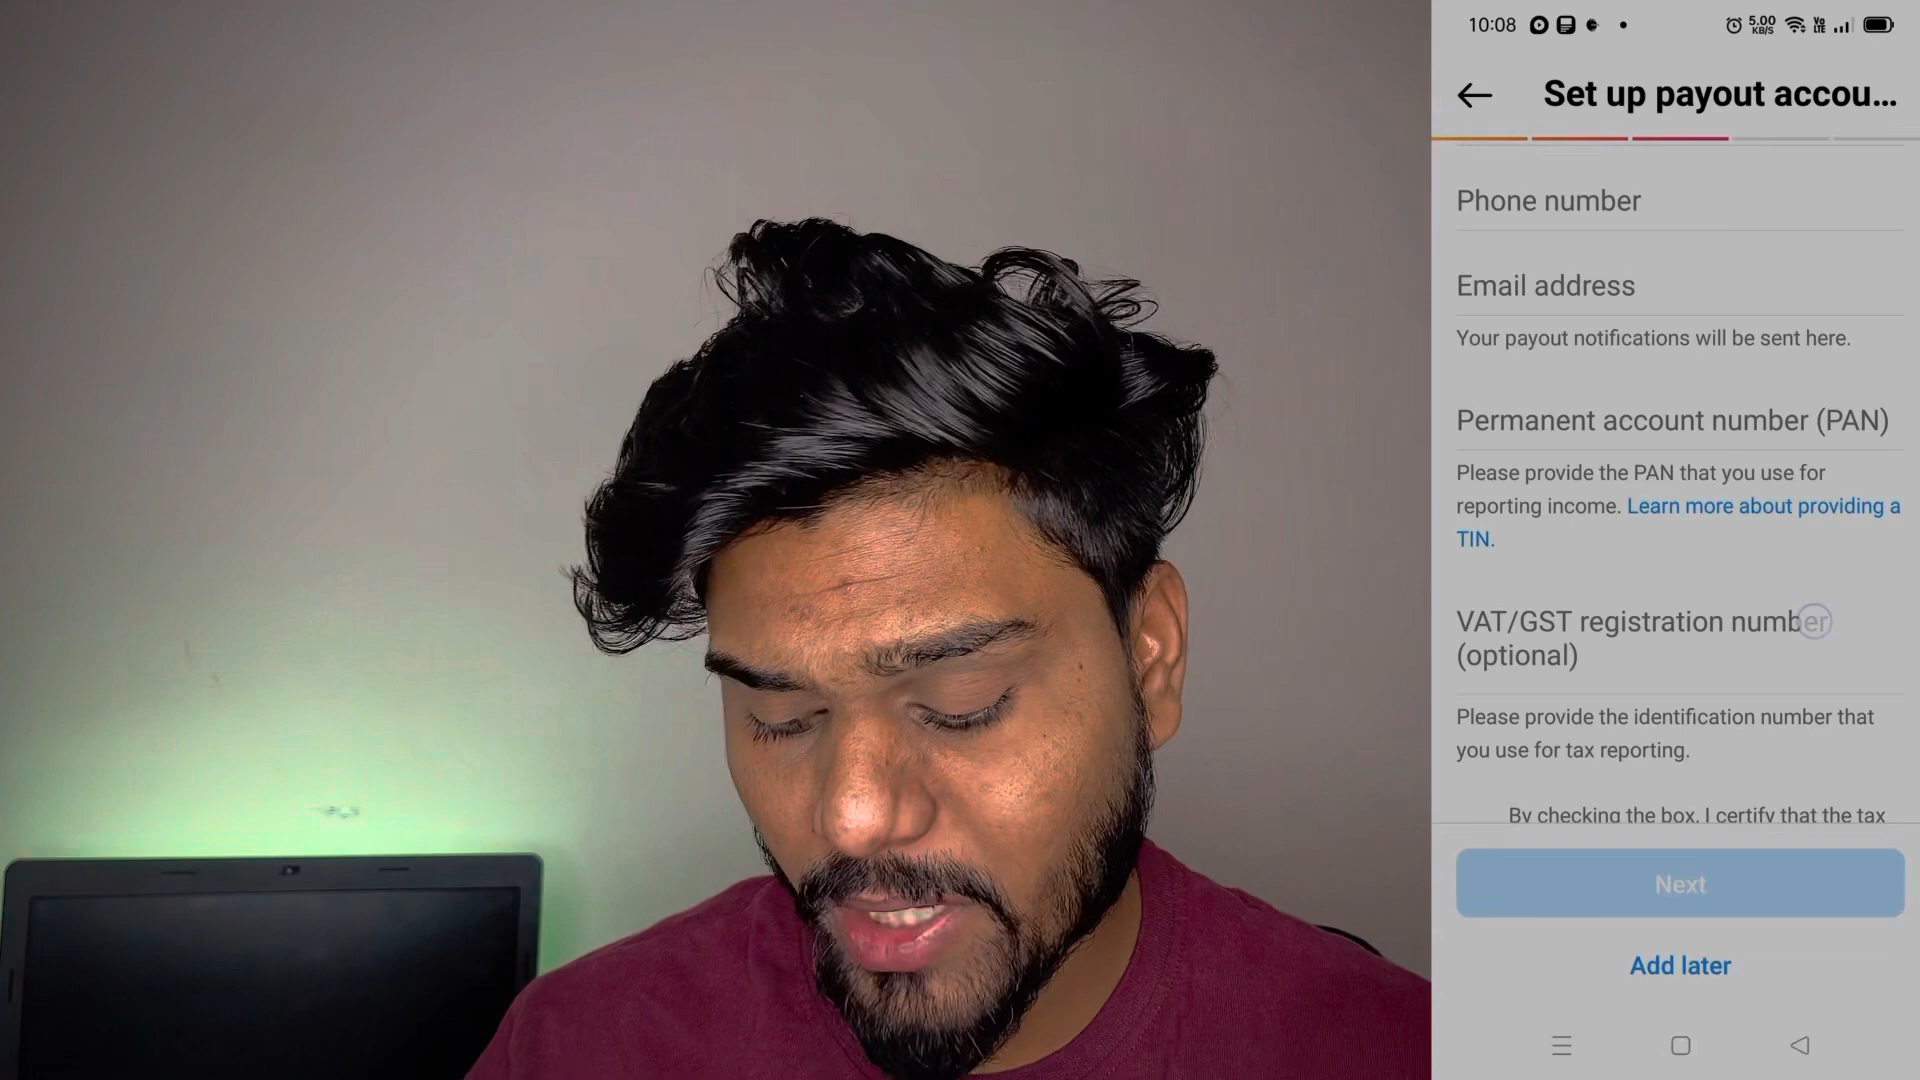 10:08
5.00
KB/S
Vo
LTE
Set up payout accou...
Phone number
Email address
Your payout notifications will be sent here.
Permanent account number (PAN)
Please provide the PAN that you use for
reporting income. Learn more about providing a
TIN.
VAT/GST registration number
(optional)
Please provide the identification number that
you use for tax reporting.
By checking the box, I certify that the tax
Next
Add later